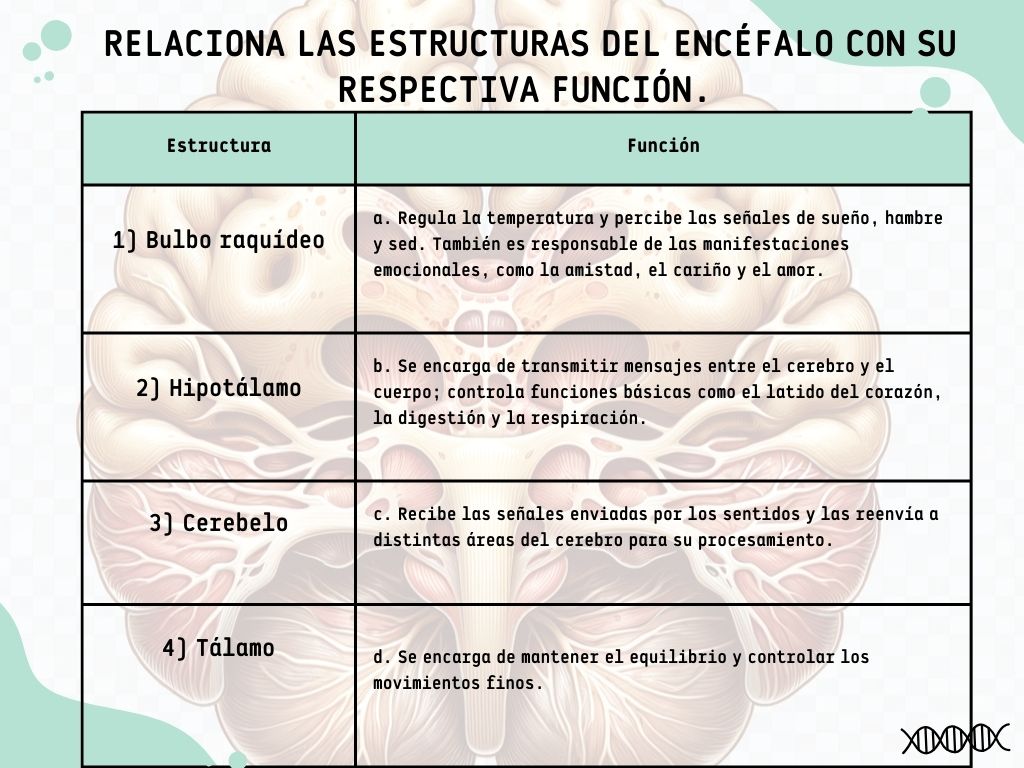 RELACIONA LAS ESTRUCTURAS DEL ENCÉFALO CON SU
RESPECTIVA FUNCIÓN.
Estructura
Función
1) Bulbo raquídeo
a. Regula la temperatura y percibe las señales de sueño, hambre
y sed. También es responsable de las manifestaciones
emocionales, como la amistad, el cariño y el amor.
2) Hipotálamo
b. Se encarga de transmitir mensajes entre el cerebro y el
cuerpo; controla funciones básicas como el latido del corazón,
la digestión y la respiración.
3) Cerebelo
c. Recibe las señales enviadas por los sentidos y las reenvía a
distintas áreas del cerebro para su procesamiento.
4) Tálamo
d. Se encarga de mantener el equilibrio y controlar los
movimientos finos.